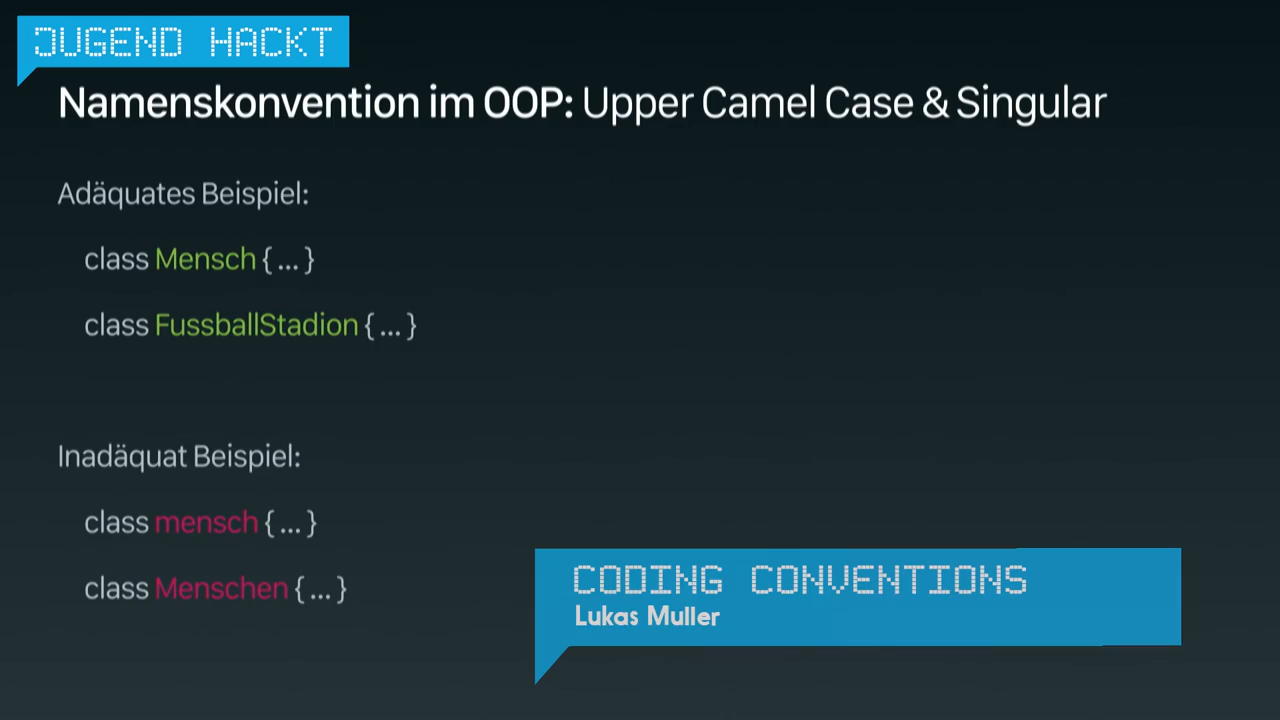 JUGEND HACKT
Namenskonvention im OOP: Upper Camel Case & Singular
Adäquates Beispiel:
class Mensch { ... }
class FussballStadion { ... }
Inadäquat Beispiel:
class mensch { ... }
class Menschen { ... }
CODING CONVENTIONS
Lukas Muller